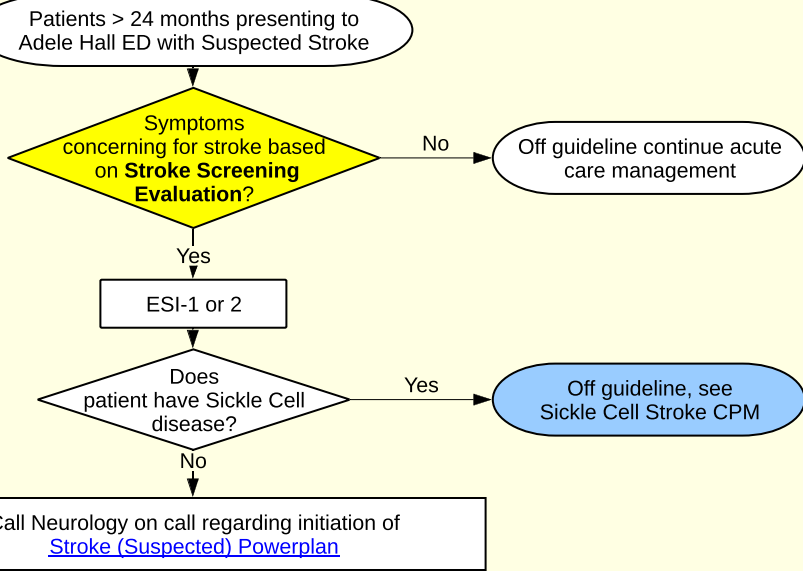 Patients > 24 months presenting to
Adele Hall ED with Suspected Stroke
Symptoms
concerning for stroke based
on Stroke Screening
Evaluation?
No
Off guideline continue acute
care management
Yes
ESI-1 or 2
Does
patient have Sickle Cell
disease?
Yes
Off guideline, see
Sickle Cell Stroke CPM
No
Call Neurology on call regarding initiation of
Stroke (Suspected) Powerplan